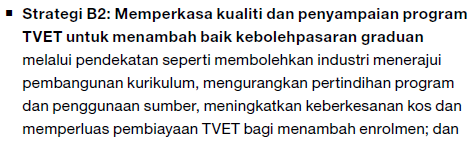 ▪ Strategi B2: Memperkasa kualiti dan penyampaian program
TVET untuk menambah baik kebolehpasaran graduan
melalui pendekatan seperti membolehkan industri menerajui
pembangunan kurikulum, mengurangkan pertindihan program
dan penggunaan sumber, meningkatkan keberkesanan kos dan
memperluas pembiayaan TVET bagi menambah enrolmen; dan